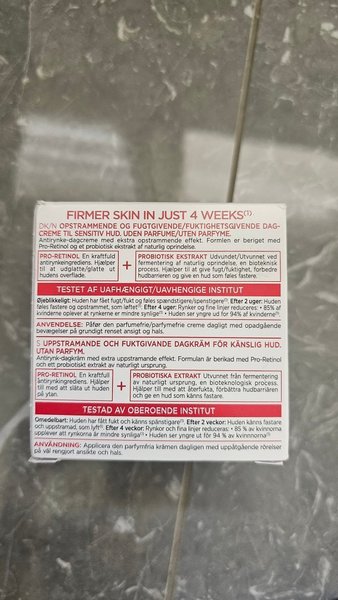 FIRMER SKIN IN JUST 4 WEEKS(1)
DK/N OPSTRAMMENDE OG FUGTGIVENDE/FUKTIGHETSGIVENDE DAG-
CREME TIL SENSITIV HUD. UDEN PARFUME/UTEN PARFYME.
Antirynke-dagcreme med ekstra opstrammende effekt. Formlen er beriget med
Pro-Retinol og et probiotisk ekstrakt af naturlig oprindelse.
PRO-RETINOL En kraftfuld
antirynkeingrediens. Hjælper
til at udglatte/glatte ut
hudens overflade.
+
PROBIOTISK EKSTRAKT Udvundet/Utvunnet ved
fermentering af naturlig oprindelse, en bioteknisk
process. Hjælper til at give fugt/fuktighet, forbedre
hudbarrieren og give en hud som føles fastere.
TESTET AF UAFHÆNGIGT/UAVHENGIGE INSTITUT
Øjeblikkeligt: Huden har fået fugt/fukt og føles spændstigere/spenstigere(1). Efter 2 uger: Huden
føles fastere og opstrammet, som løftet(1). Efter 4 uger: Rynker og fine linjer reduceres: • 85% af
kvinderne oplever at rynkerne er mindre synlige(1) • Huden ser yngre ud for 94% af kvinderne(1).
ANVENDELSE: Påfør den parfumefrie/parfymefrie creme dagligt med opadgående
bevægelser på grundigt renset ansigt og hals.
S UPPSTRAMANDE OCH FUKTGIVANDE DAGKRÄM FÖR KÄNSLIG HUD.
UTAN PARFYM.
Antirynk-dagkräm med extra uppstramande effekt. Formulan är berikad med Pro-Retinol
och ett probiotiskt extrakt av naturligt ursprung.
PRO-RETINOL En kraftfull
antirynkingrediens. Hjälper
till med att släta ut huden
på ytan.
+
PROBIOTISKA EXTRAKT Utvunnet från fermentering
av naturligt ursprung, en bioteknologisk process.
Hjälper till med att återfukta, förbättra hudbarriären
och ge en hud som känns fastare.
TESTAD AV OBEROENDE INSTITUT
Omedelbart: Huden har fått fukt och känns spänstigare(1). Efter 2 veckor: Huden känns fastare
och uppstramad, som lyft(1). Efter 4 veckor: Rynkor och fina linjer reduceras: • 85 % av kvinnorna
upplever att rynkorna är mindre synliga(1) • Huden ser yngre ut för 94 % av kvinnorna(1)
ANVÄNDNING: Applicera den parfymfria krämen dagligen med uppåtgående rörelser
på väl rengjort ansikte och hals.